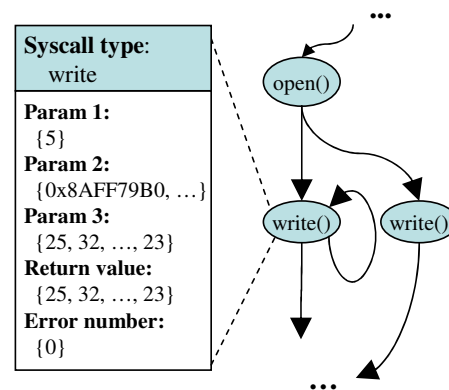 Syscall type:
write
Param 1:
{5}
Param 2:
{0x8AFF79B0, …}
Param 3:
{25, 32, …, 23}
Return value:
{25, 32, …, 23}
Error number:
{0}
...
open()
write()
write()
...